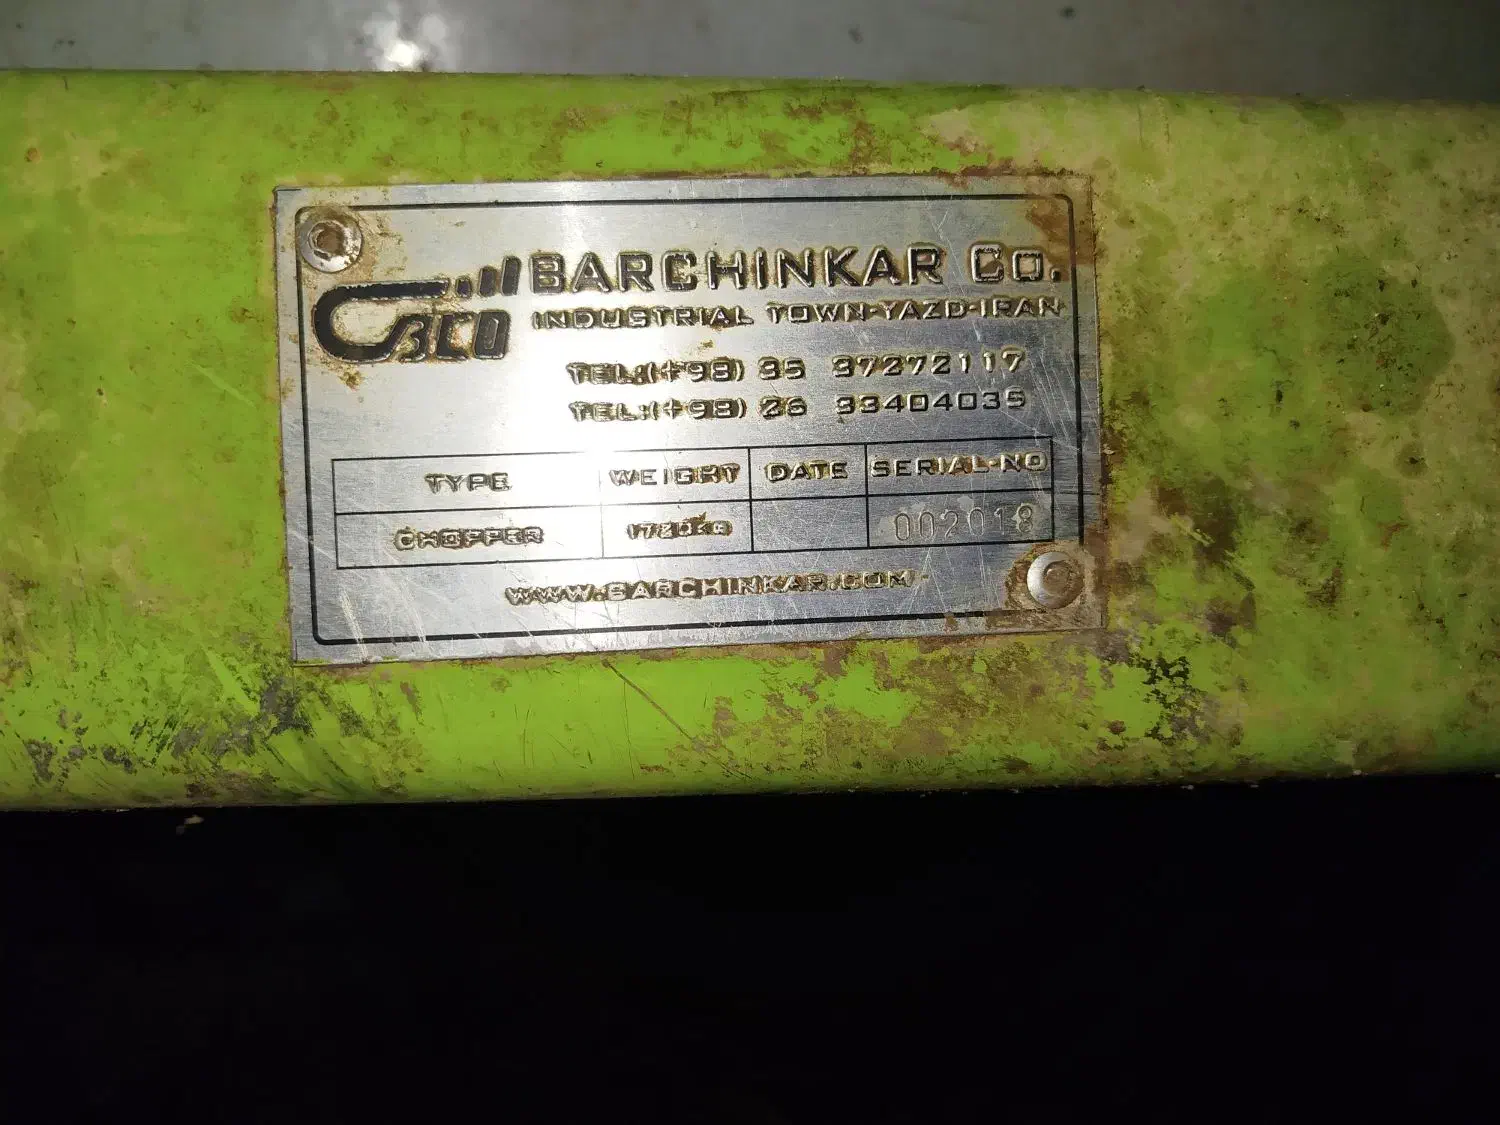 BARCHINKAR CO.
BCO
INDUSTRIAL TOWN-YAZD-IRAN
TEL:(+98) 35 37272117
TEL:(+98) 26 33404035
TYPE WEIGHT DATE SERIAL-NO
CHOPPER 1720KG 002018
WWW.BARCHINKAR.COM